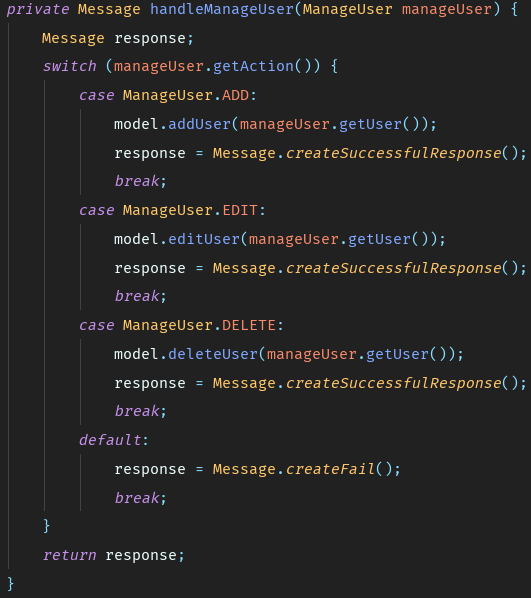 private Message handleManageUser(ManageUser manageUser) {
    Message response;
    switch (manageUser.getAction()) {
        case ManageUser.ADD:
            model.addUser(manageUser.getUser());
            response = Message.createSuccessfulResponse();
            break;
        case ManageUser.EDIT:
            model.editUser(manageUser.getUser());
            response = Message.createSuccessfulResponse();
            break;
        case ManageUser.DELETE:
            model.deleteUser(manageUser.getUser());
            response = Message.createSuccessfulResponse();
            break;
        default:
            response = Message.createFail();
            break;
    }
    return response;
}